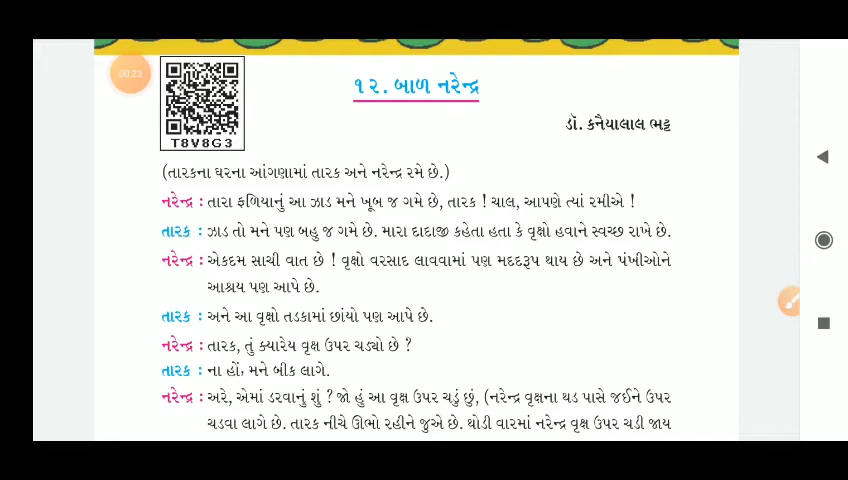 00:23
T8V8G3
૧૨. બાળ નરેન્દ્ર
ડૉ. કનૈયાલાલ ભટ્ટ
(તારકના ઘરના આંગણામાં તારક અને નરેન્દ્ર રમે છે.)
નરેન્દ્ર : તારા ફળિયાનું આ ઝાડ મને ખૂબ જ ગમે છે, તારક ! ચાલ, આપણે ત્યાં રમીએ !
તારક : ઝાડ તો મને પણ બહુ જ ગમે છે. મારા દાદાજી કહેતા હતા કે વૃક્ષો હવાને સ્વચ્છ રાખે છે.
નરેન્દ્ર : એકદમ સાચી વાત છે ! વૃક્ષો વરસાદ લાવવામાં પણ મદદરૂપ થાય છે અને પંખીઓને
આશ્રય પણ આપે છે.
તારક : અને આ વૃક્ષો તડકામાં છાંયો પણ આપે છે.
નરેન્દ્ર : તારક, તું ક્યારેય વૃક્ષ ઉપર ચડ્યો છે ?
તારક : ના હોં, મને બીક લાગે.
નરેન્દ્ર : અરે, એમાં ડરવાનું શું ? જો હું આ વૃક્ષ ઉપર ચડું છું, (નરેન્દ્ર વૃક્ષના થડ પાસે જઈને ઉપર
ચડવા લાગે છે. તારક નીચે ઊભો રહીને જુએ છે. થોડી વારમાં નરેન્દ્ર વૃક્ષ ઉપર ચડી જાય